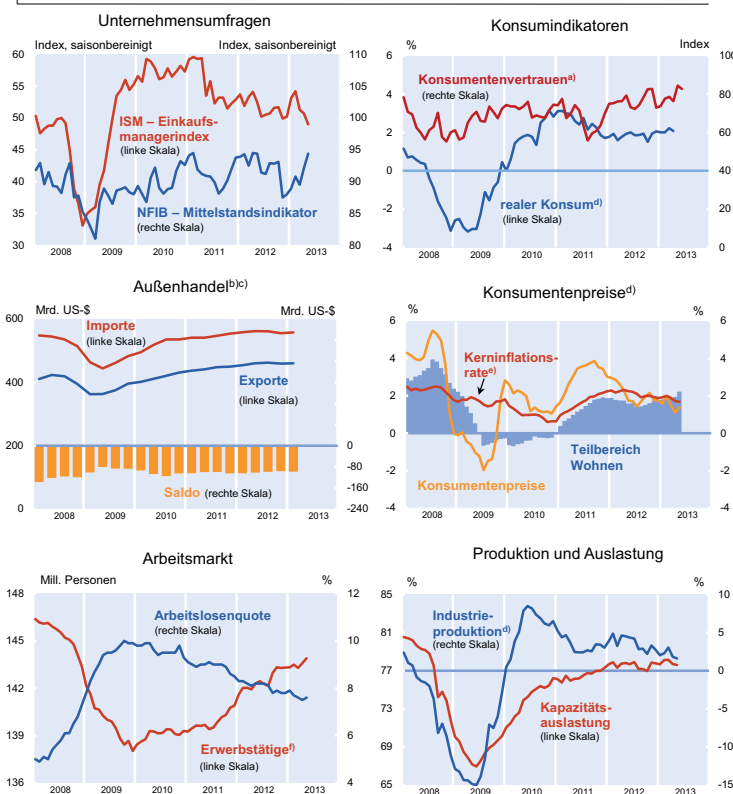 Unternehmensumfragen
Index, saisonbereinigt Index, saisonbereinigt
60 110
55 105
50 100
45 95
40 90
35 85
30 80
ISM – Einkaufs-
managerindex
(linke Skala)
NFIB – Mittelstandsindikator
(rechte Skala)
2008 2009 2010 2011 2012 2013
Konsumindikatoren
% Index
6 100
4 80
2 60
0 40
-2 20
-4 0
Konsumentenvertrauen a)
(rechte Skala)
realer Konsum d)
(linke Skala)
2008 2009 2010 2011 2012 2013
Außenhandel b)c)
Mrd. US-$ Mrd. US-$
600
400
200 0
-80
-160
0 -240
Importe
(linke Skala)
Exporte
(linke Skala)
Saldo (rechte Skala)
2008 2009 2010 2011 2012 2013
Konsumentenpreise d)
% %
6 6
4 4
2 2
0 0
-2 -2
-4 -4
Kerninflations-
rate e)
Teilbereich
Wohnen
Konsumentenpreise
2008 2009 2010 2011 2012 2013
Arbeitsmarkt
Mill. Personen %
148 12
145 10
142 8
139 6
136 4
Arbeitslosenquote
(rechte Skala)
Erwerbstätige f)
(linke Skala)
2008 2009 2010 2011 2012 2013
Produktion und Auslastung
% %
85 10
81 5
77 0
73 -5
69 -10
65 -15
Industrie-
produktion d)
(rechte Skala)
Kapazitäts-
auslastung
(linke Skala)
2008 2009 2010 2011 2012 2013